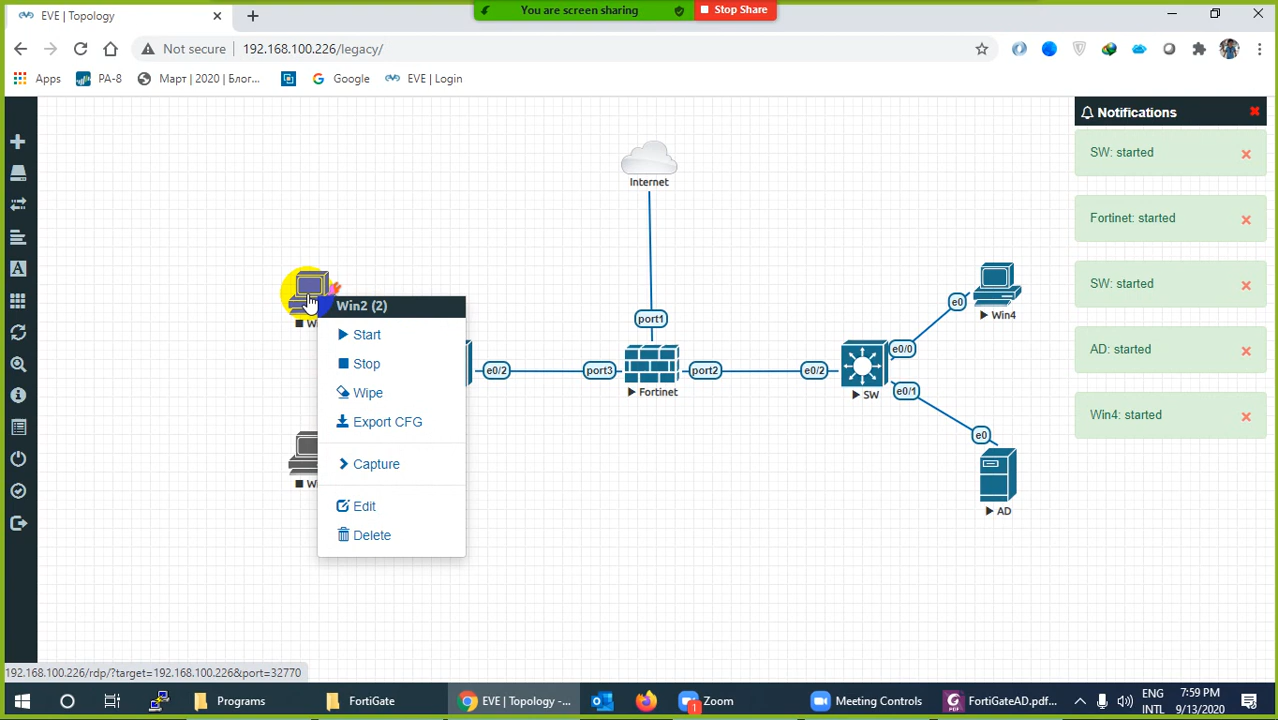 You are screen sharing
Stop Share
EVE | Topology
Not secure
192.168.100.226/legacy/
Apps
PA-8
Март | 2020 | Блог...
Google
EVE | Login
Notifications
SW: started
Fortinet: started
SW: started
AD: started
Win4: started
Internet
port1
Win2 (2)
Start
Stop
Wipe
Export CFG
Capture
Edit
Delete
e0/2
port3
Fortinet
port2
e0/2
SW
e0/0
e0
Win4
e0/1
e0
AD
192.168.100.226/rdp/?target=192.168.100.226&port=32770
Programs
FortiGate
EVE | Topology -...
1
Zoom
Meeting Controls
FortiGateAD.pdf...
ENG
INTL
7:59 PM
9/13/2020